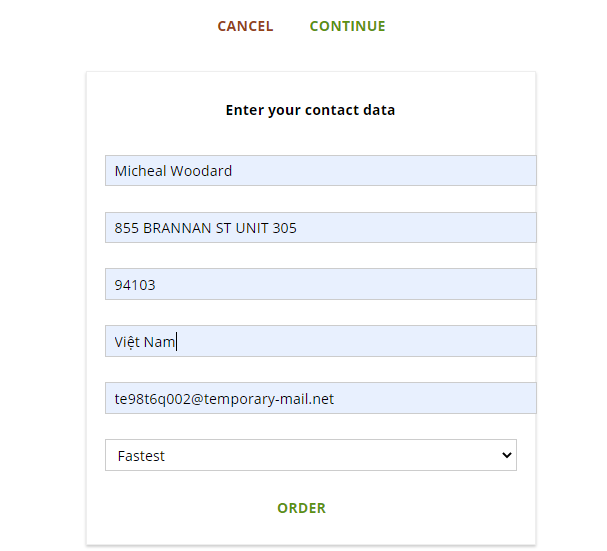 CANCEL CONTINUE
Enter your contact data
Micheal Woodard
855 BRANNAN ST UNIT 305
94103
Việt Nam
te98t6q002@temporary-mail.net
Fastest
ORDER